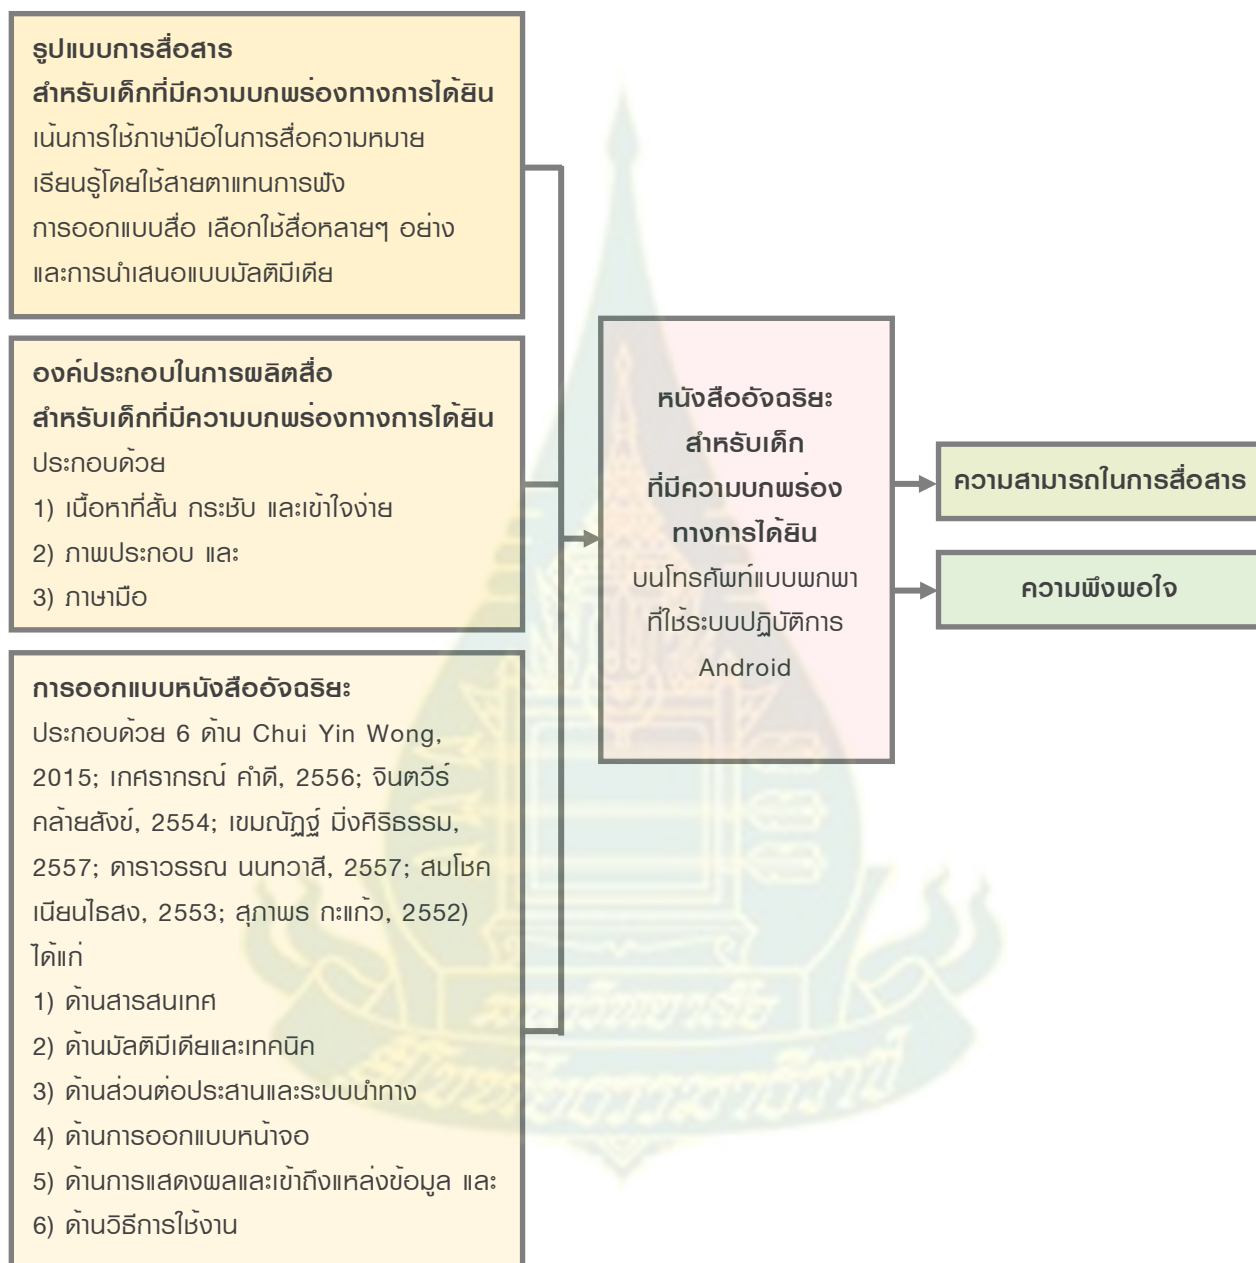 รูปแบบการสื่อสาร
สำหรับเด็กที่มีความบกพร่องทางการได้ยิน
เน้นการใช้ภาษามือในการสื่อความหมาย
เรียนรู้โดยใช้สายตาแทนการฟัง
การออกแบบสื่อ เลือกใช้สื่อหลายๆ อย่าง
และการนำเสนอแบบมัลติมีเดีย
องค์ประกอบในการผลิตสื่อ
สำหรับเด็กที่มีความบกพร่องทางการได้ยิน
ประกอบด้วย
1) เนื้อหาที่สั้น กระชับ และเข้าใจง่าย
2) ภาพประกอบ และ
3) ภาษามือ
การออกแบบหนังสืออัจฉริยะ
ประกอบด้วย 6 ด้าน Chui Yin Wong,
2015; เกศรากรณ์ คำดี, 2556; จินตวีร์
คล้ายสังข์, 2554; เขมณัฏฐ์ มิ่งศิริธรรม,
2557; ดาราวรรณ นนทวาสี, 2557; สมโชค
เนียนไธสง, 2553; สุภาพร กะแก้ว, 2552)
ได้แก่
1) ด้านสารสนเทศ
2) ด้านมัลติมีเดียและเทคนิค
3) ด้านส่วนต่อประสานและระบบนำทาง
4) ด้านการออกแบบหน้าจอ
5) ด้านการแสดงผลและเข้าถึงแหล่งข้อมูล และ
6) ด้านวิธีการใช้งาน
หนังสืออัจฉริยะ
สำหรับเด็ก
ที่มีความบกพร่อง
ทางการได้ยิน
บนโทรศัพท์แบบพกพา
ที่ใช้ระบบปฏิบัติการ
Android
ความสามารถในการสื่อสาร
ความพึงพอใจ
มหาวิทยาลัย
สุโขทัยธรรมาธิราช